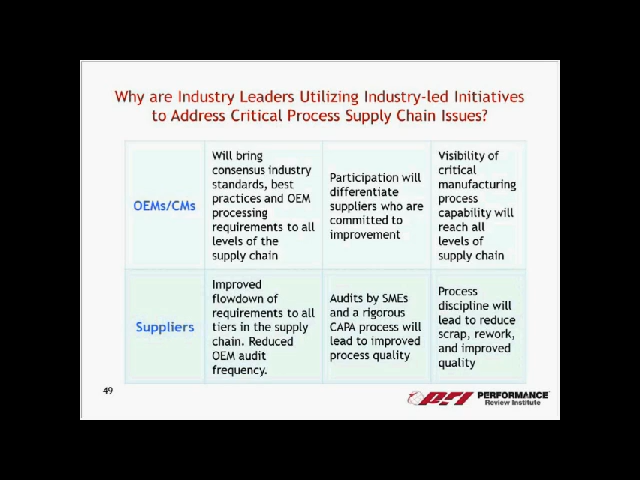 Why are Industry Leaders Utilizing Industry-led Initiatives
to Address Critical Process Supply Chain Issues?
OEMs/CMs
Will bring
consensus industry
standards, best
practices and OEM
processing
requirements to all
levels of the
supply chain
Participation will
differentiate
suppliers who are
committed to
improvement
Visibility of
critical
manufacturing
process
capability will
reach all
levels of
supply chain
Suppliers
Improved
flowdown of
requirements to all
tiers in the supply
chain. Reduced
OEM audit
frequency.
Audits by SMEs
and a rigorous
CAPA process will
lead to improved
process quality
Process
discipline will
lead to reduce
scrap, rework,
and improved
quality
49
PRI PERFORMANCE
Review Institute